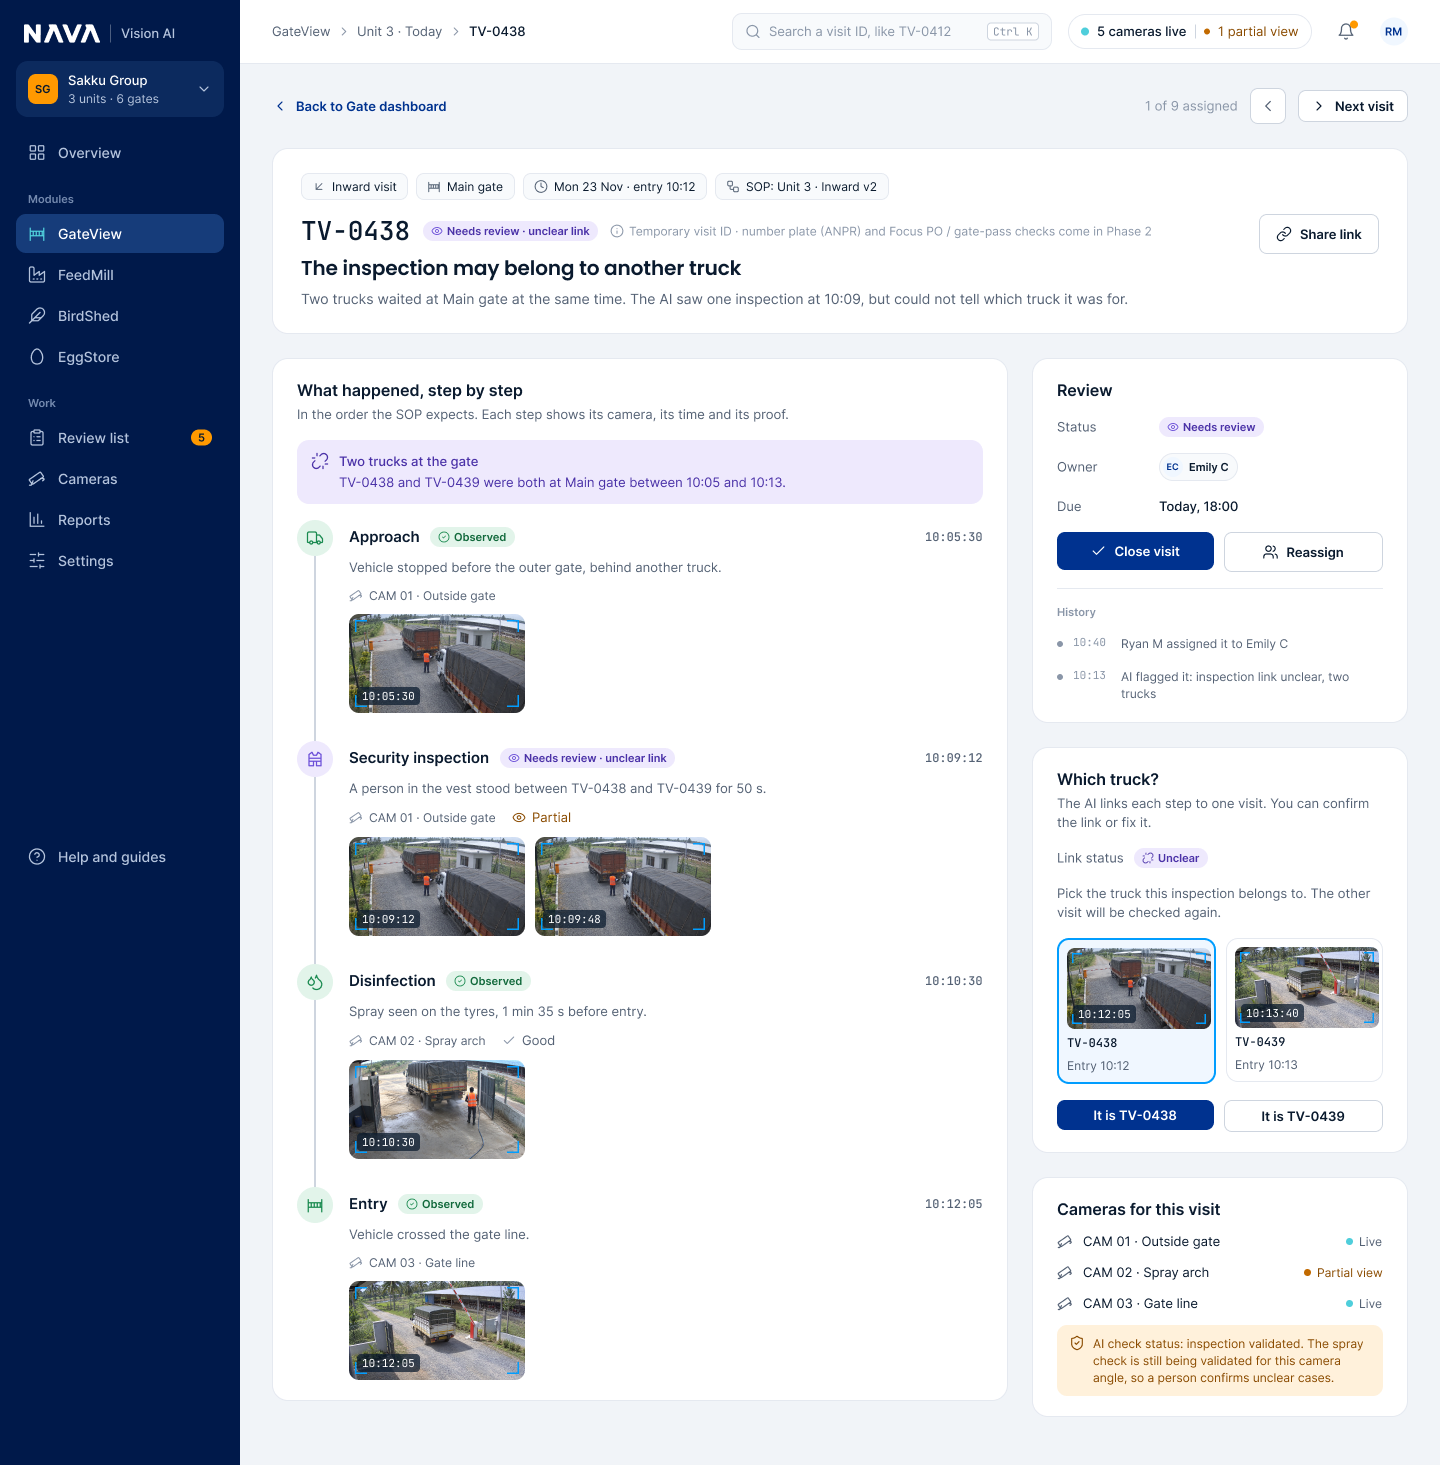 NAVA
Vision AI
SG
Sakku Group
3 units · 6 gates
Overview
Modules
GateView
FeedMill
BirdShed
EggStore
Work
Review list
5
Cameras
Reports
Settings
Help and guides
GateView > Unit 3 · Today > TV-0438
Search a visit ID, like TV-0412
Ctrl K
5 cameras live
1 partial view
RM
Back to Gate dashboard
1 of 9 assigned
Next visit
Inward visit
Main gate
Mon 23 Nov · entry 10:12
SOP: Unit 3 · Inward v2
TV-0438
Needs review · unclear link
Temporary visit ID · number plate (ANPR) and Focus PO / gate-pass checks come in Phase 2
Share link
The inspection may belong to another truck
Two trucks waited at Main gate at the same time. The AI saw one inspection at 10:09, but could not tell which truck it was for.
What happened, step by step
In the order the SOP expects. Each step shows its camera, its time and its proof.
Two trucks at the gate
TV-0438 and TV-0439 were both at Main gate between 10:05 and 10:13.
Approach
Observed
10:05:30
Vehicle stopped before the outer gate, behind another truck.
CAM 01 · Outside gate
10:05:30
Security inspection
Needs review · unclear link
10:09:12
A person in the vest stood between TV-0438 and TV-0439 for 50 s.
CAM 01 · Outside gate
Partial
10:09:12
10:09:48
Disinfection
Observed
10:10:30
Spray seen on the tyres, 1 min 35 s before entry.
CAM 02 · Spray arch
Good
10:10:30
Entry
Observed
10:12:05
Vehicle crossed the gate line.
CAM 03 · Gate line
10:12:05
Review
Status
Needs review
Owner
EC
Emily C
Due
Today, 18:00
Close visit
Reassign
History
10:40
Ryan M assigned it to Emily C
10:13
AI flagged it: inspection link unclear, two
trucks
Which truck?
The AI links each step to one visit. You can confirm
the link or fix it.
Link status
Unclear
Pick the truck this inspection belongs to. The other
visit will be checked again.
10:12:05
TV-0438
Entry 10:12
10:13:40
TV-0439
Entry 10:13
It is TV-0438
It is TV-0439
Cameras for this visit
CAM 01 · Outside gate
Live
CAM 02 · Spray arch
Partial view
CAM 03 · Gate line
Live
AI check status: inspection validated. The spray
check is still being validated for this camera
angle, so a person confirms unclear cases.